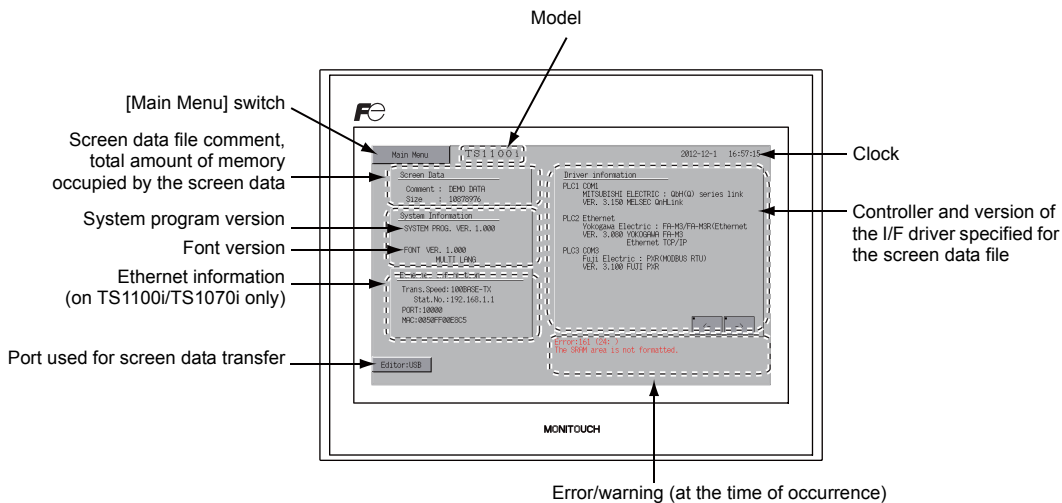 Model
[Main Menu] switch
Screen data file comment,
total amount of memory
occupied by the screen data
System program version
Font version
Ethernet information
(on TS1100i/TS1070i only)
Port used for screen data transfer
Fe
Main Menu
TS1100i
2012-12-1 16:57:15
Screen Data
Comment : DEMO DATA
Size : 10878976
System Information
SYSTEM PROG. VER. 1.000
FONT VER. 1.000
MULTI LANG
Trans.Speed:100BASE-TX
Stat.No.:192.168.1.1
PORT:10000
MAC:0050FF00E8C5
Editor:USB
Driver information
PLC1 COM1
MITSUBISHI ELECTRIC : QbH(Q) series link
VER. 3.150 MELSEC QnHLink
PLC2 Ethernet
Yokogawa Electric : FA-M3/FA-M3R(Ethernet
VER. 3.080 YOKOGAWA FA-M3
Ethernet TCP/IP
PLC3 COM3
Fuji Electric : PXR(MODBUS RTU)
VER. 3.100 FUJI PXR
Error:161 (24: )
The SRAM area is not formatted.
MONITOUCH
Clock
Controller and version of
the I/F driver specified for
the screen data file
Error/warning (at the time of occurrence)